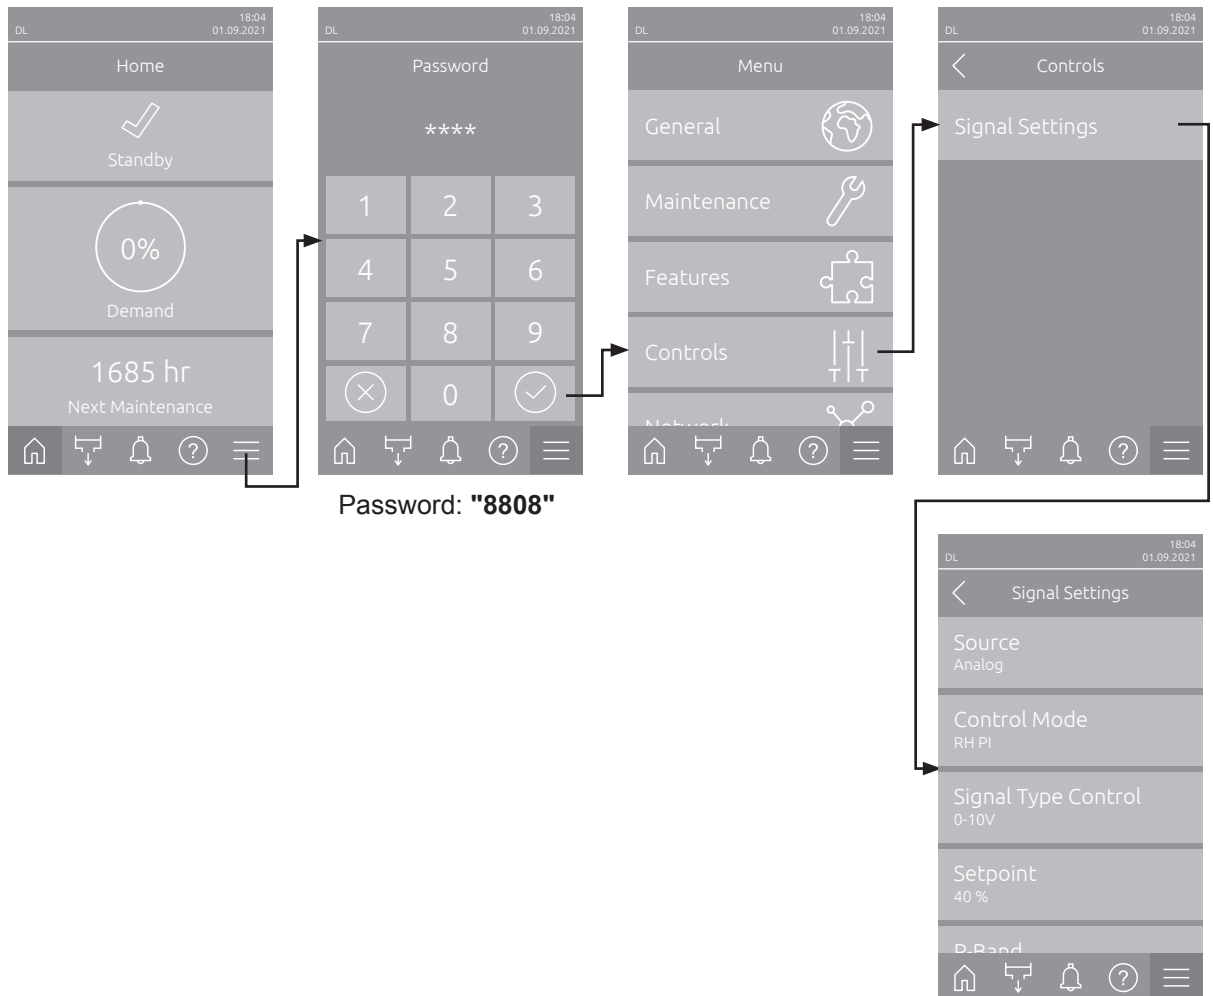 18:04
DL 01.09.2021
Home
Standby
0%
Demand
1685 hr
Next Maintenance
?
18:04
DL 01.09.2021
Password
****
1 2 3
4 5 6
7 8 9
0
?
Password: "8808"
18:04
DL 01.09.2021
Menu
General
Maintenance
Features
Controls
Network
?
18:04
DL 01.09.2021
Controls
Signal Settings
?
18:04
DL 01.09.2021
Signal Settings
Source
Analog
Control Mode
RH PI
Signal Type Control
0-10V
Setpoint
40 %
P-Band
?